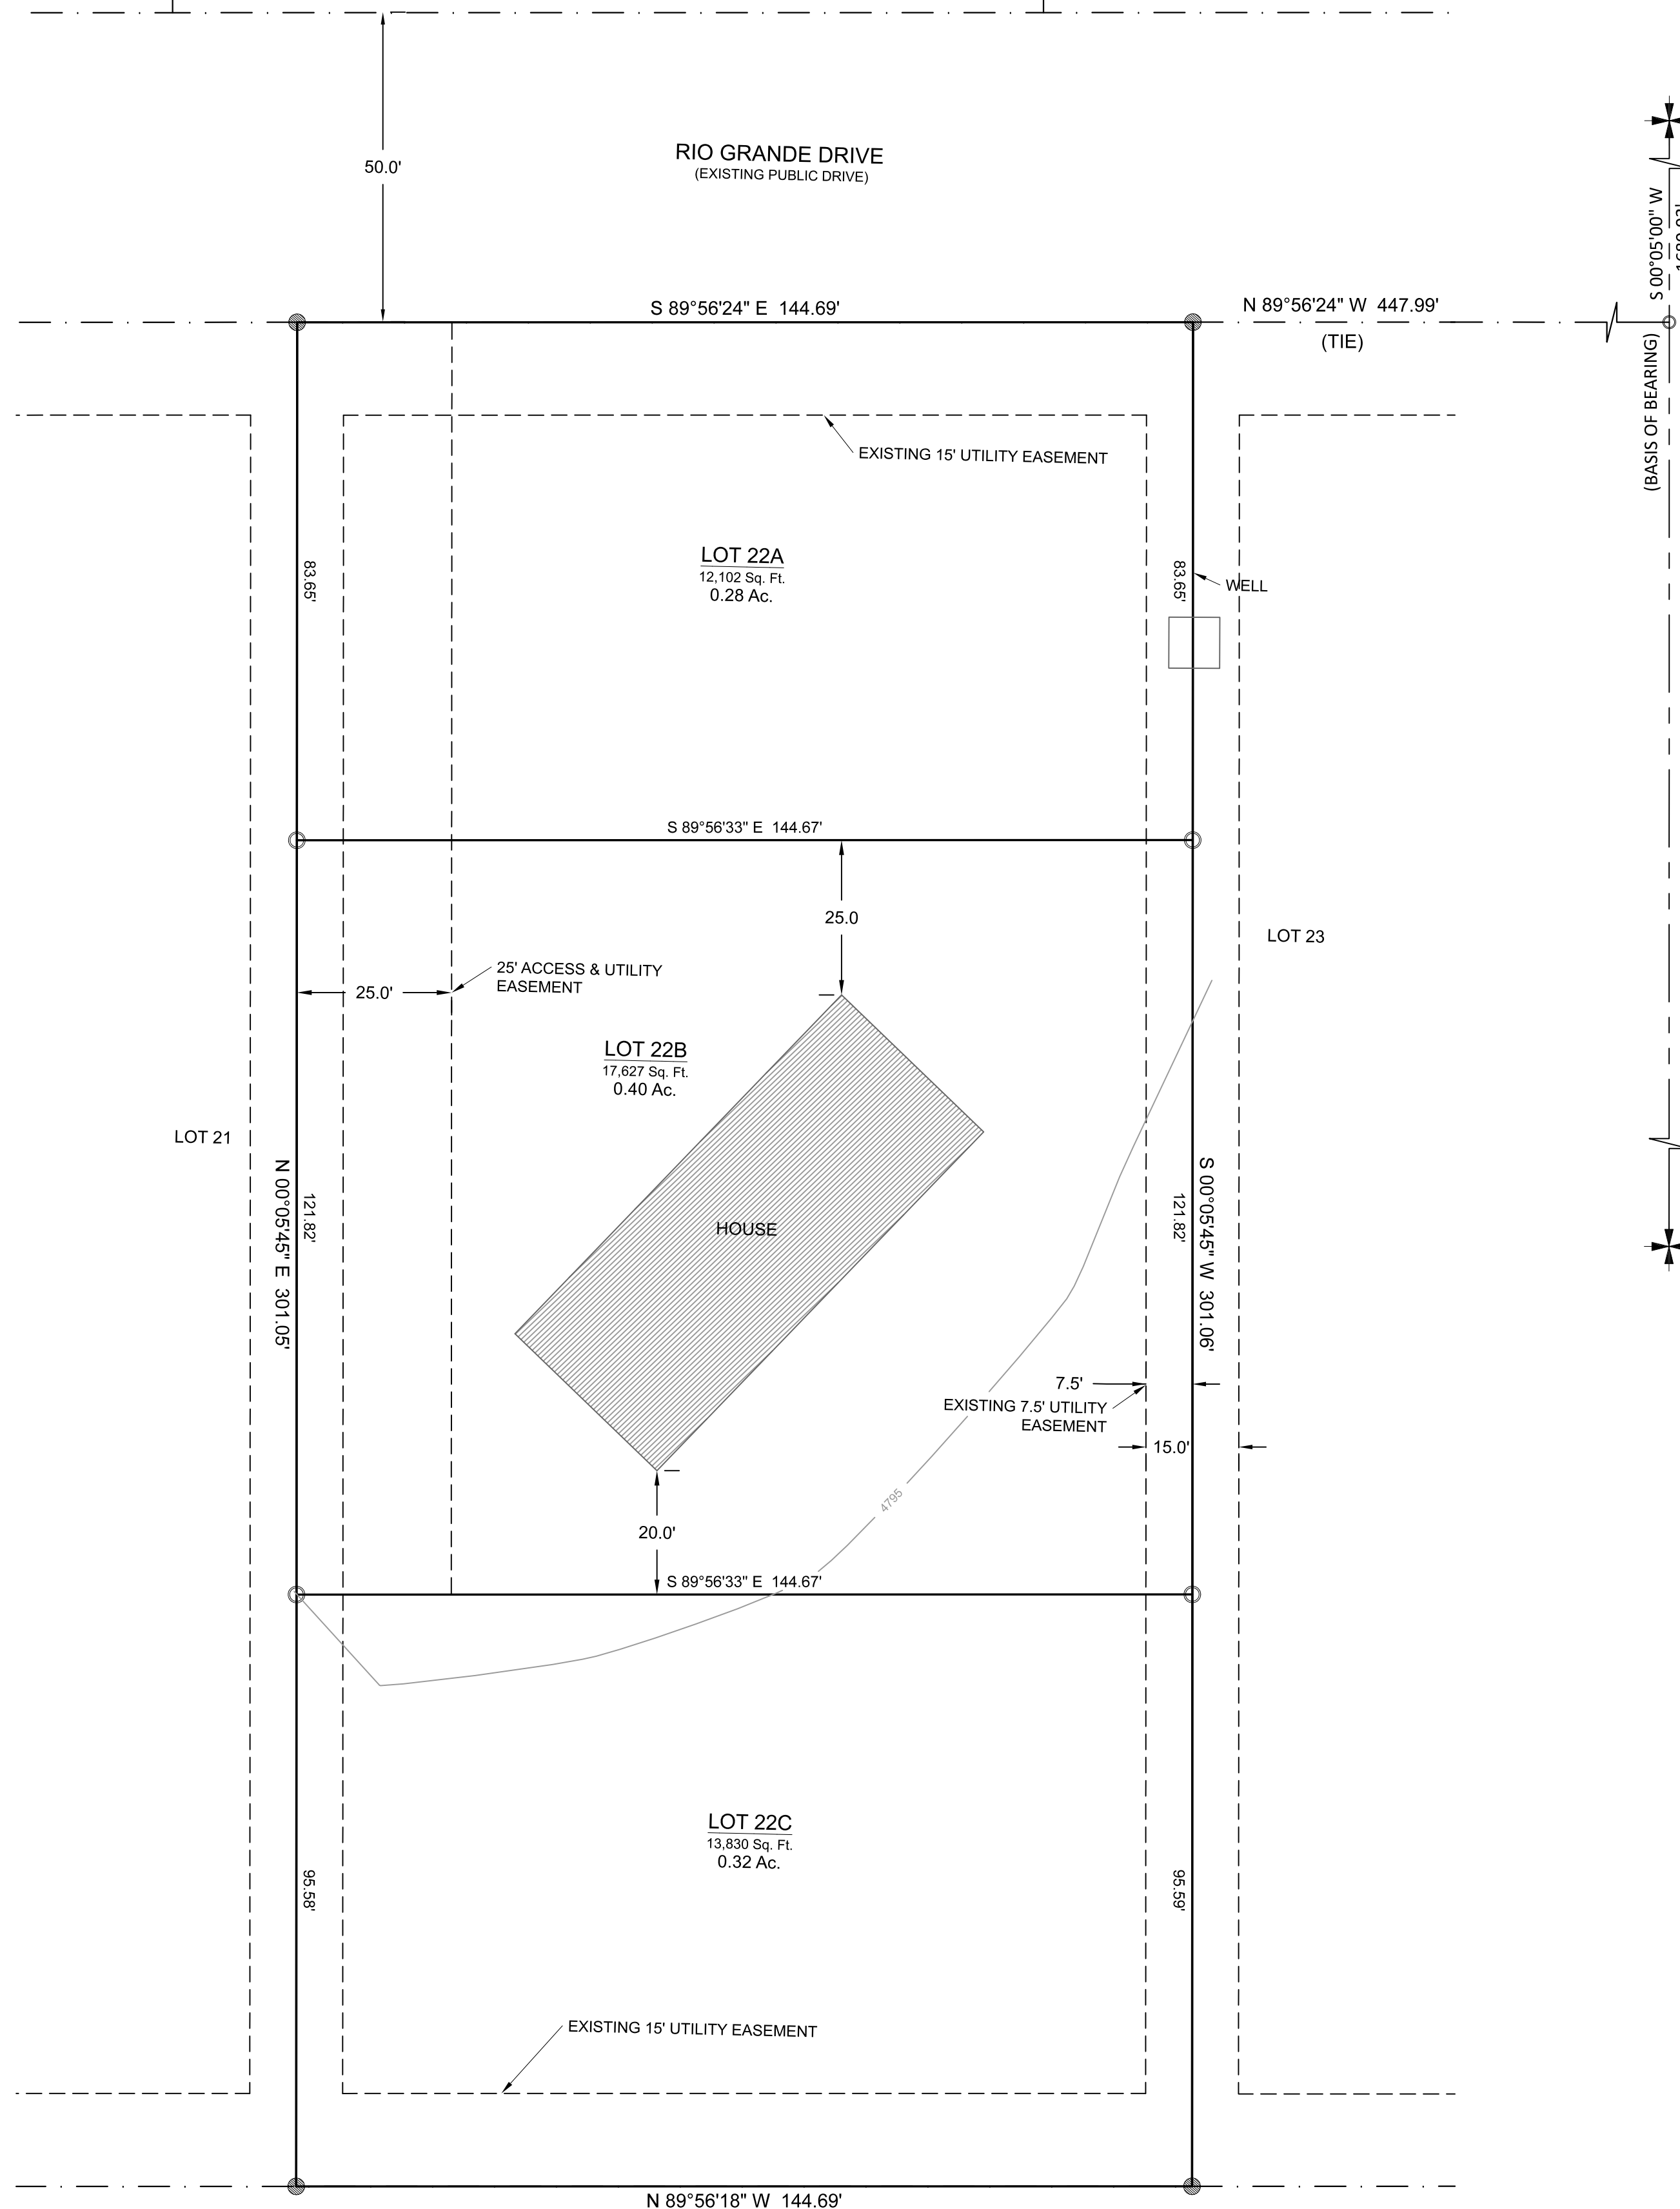 50.0'
RIO GRANDE DRIVE
(EXISTING PUBLIC DRIVE)
S 00°05'00" W
(BASIS OF BEARING)
S 89°56'24" E 144.69'
N 89°56'24" W 447.99'
(TIE)
EXISTING 15' UTILITY EASEMENT
LOT 22A
12,102 Sq. Ft.
0.28 Ac.
83.65'
83.65'
WELL
S 89°56'33" E 144.67'
25.0
LOT 23
25' ACCESS & UTILITY
EASEMENT
25.0'
LOT 22B
17,627 Sq. Ft.
0.40 Ac.
LOT 21
N 00°05'45" E 301.05'
121.82'
HOUSE
121.82'
S 00°05'45" W 301.06'
7.5'
EXISTING 7.5' UTILITY
EASEMENT
15.0'
4795
20.0'
S 89°56'33" E 144.67'
LOT 22C
13,830 Sq. Ft.
0.32 Ac.
95.58'
95.59'
EXISTING 15' UTILITY EASEMENT
N 89°56'18" W 144.69'